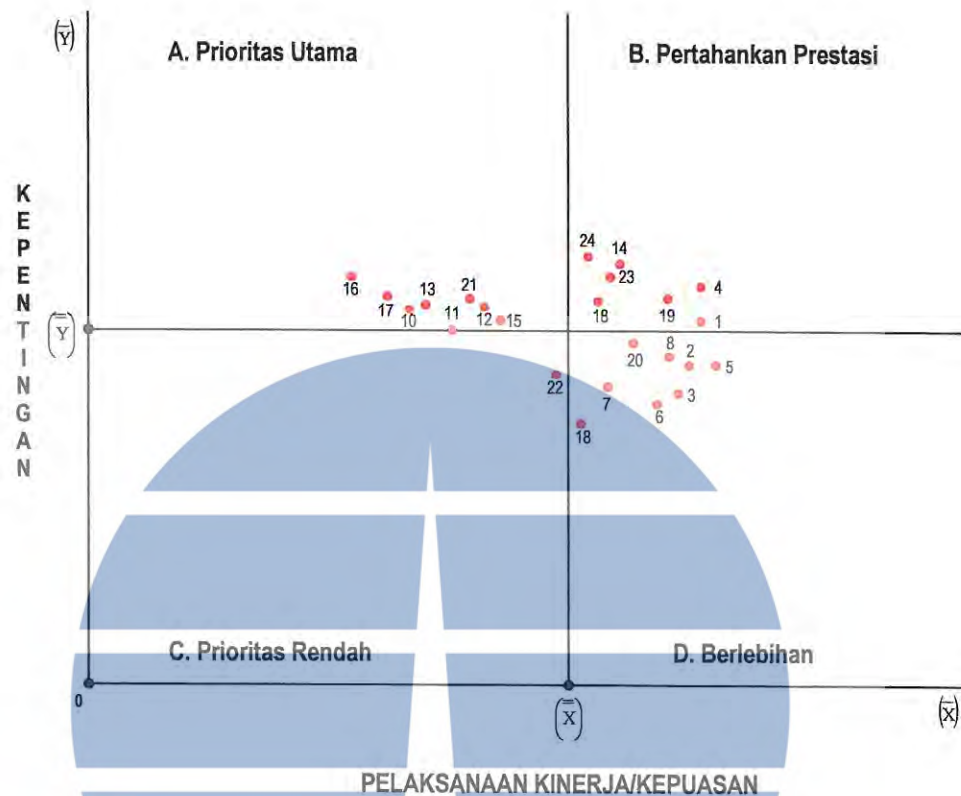 (Y̅)
A. Prioritas Utama
B. Pertahankan Prestasi
K
E
P
E
N
T
I
N
G
A
N
24
14
16
13
21
23
4
17
10
11
12
15
18
19
1
(Y̿)
20
8
2
5
22
7
6
3
18
C. Prioritas Rendah
D. Berlebihan
0
(X̿)
(X̅)
PELAKSANAAN KINERJA/KEPUASAN